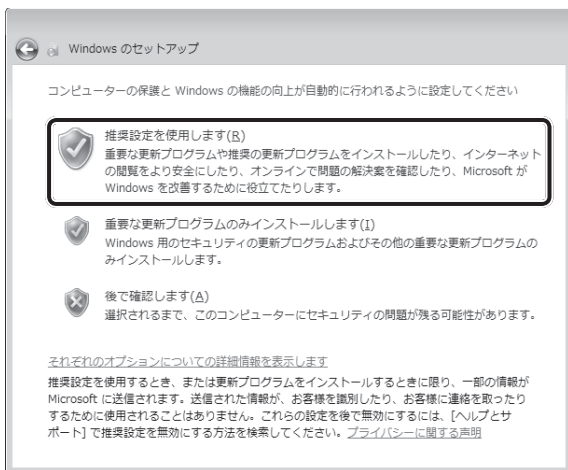 Windows のセットアップ
コンピューターの保護と Windows の機能の向上が自動的に行われるように設定してください
推奨設定を使用します(R)
重要な更新プログラムや推奨の更新プログラムをインストールしたり、インターネット
の閲覧をより安全にしたり、オンラインで問題の解決案を確認したり、Microsoft が
Windows を改善するために役立てたりします。
重要な更新プログラムのみインストールします(I)
Windows 用のセキュリティの更新プログラムおよびその他の重要な更新プログラムの
みインストールします。
後で確認します(A)
選択されるまで、このコンピューターにセキュリティの問題が残る可能性があります。
それぞれのオプションについての詳細情報を表示します
推奨設定を使用するとき、または更新プログラムをインストールするときに限り、一部の情報が
Microsoft に送信されます。送信された情報が、お客様を識別したり、お客様に連絡を取ったり
するために使用されることはありません。これらの設定を後で無効にするには、[ヘルプとサ
ポート] で推奨設定を無効にする方法を検索してください。プライバシーに関する声明